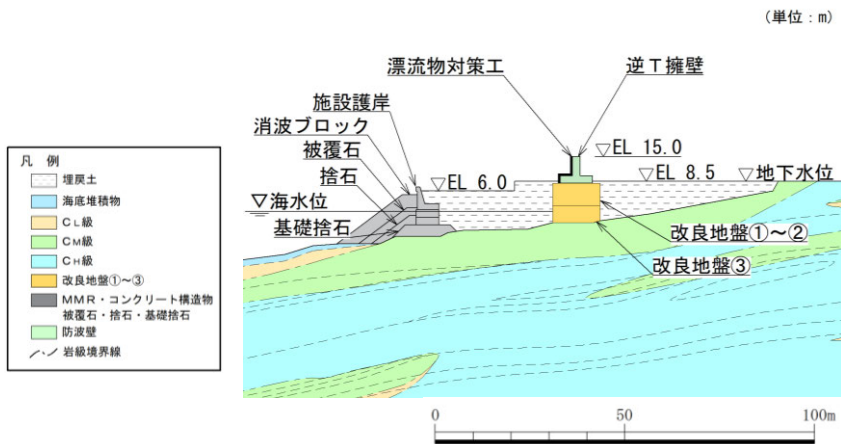 (単位：m)
漂流物対策工
逆T擁壁
施設護岸
消波ブロック
被覆石
捨石
▽海水位
基礎捨石
▽EL 15.0
▽EL 6.0
▽EL 8.5
▽地下水位
改良地盤①～②
改良地盤③
凡 例
埋戻土
海底堆積物
CL級
CM級
CH級
改良地盤①～③
MMR・コンクリート構造物
被覆石・捨石・基礎捨石
防波壁
岩級境界線
0 50 100m